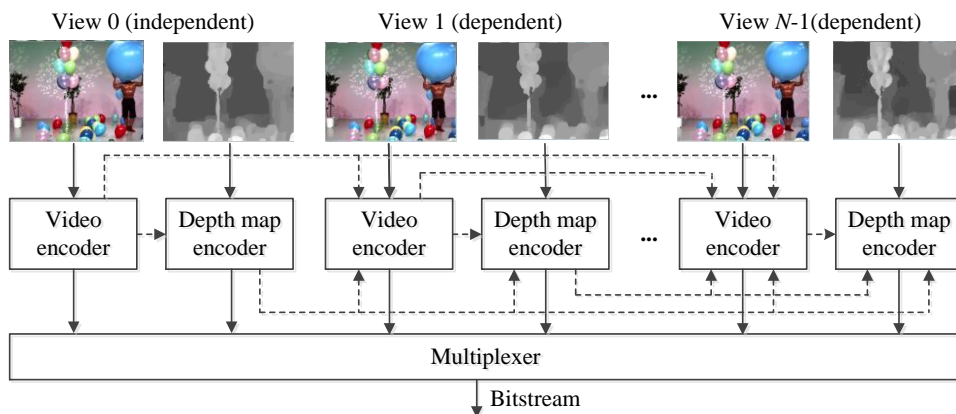 View 0 (independent)
View 1 (dependent)
View N-1(dependent)
...
Video
encoder
Depth map
encoder
Video
encoder
Depth map
encoder
...
Video
encoder
Depth map
encoder
Multiplexer
Bitstream